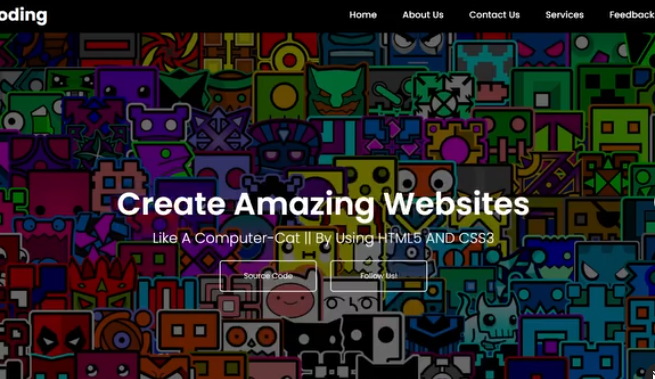 oding
Home About Us Contact Us Services Feedback
Create Amazing Websites
Like A Computer-Cat || By Using HTML5 AND CSS3
Source Code Follow Us!